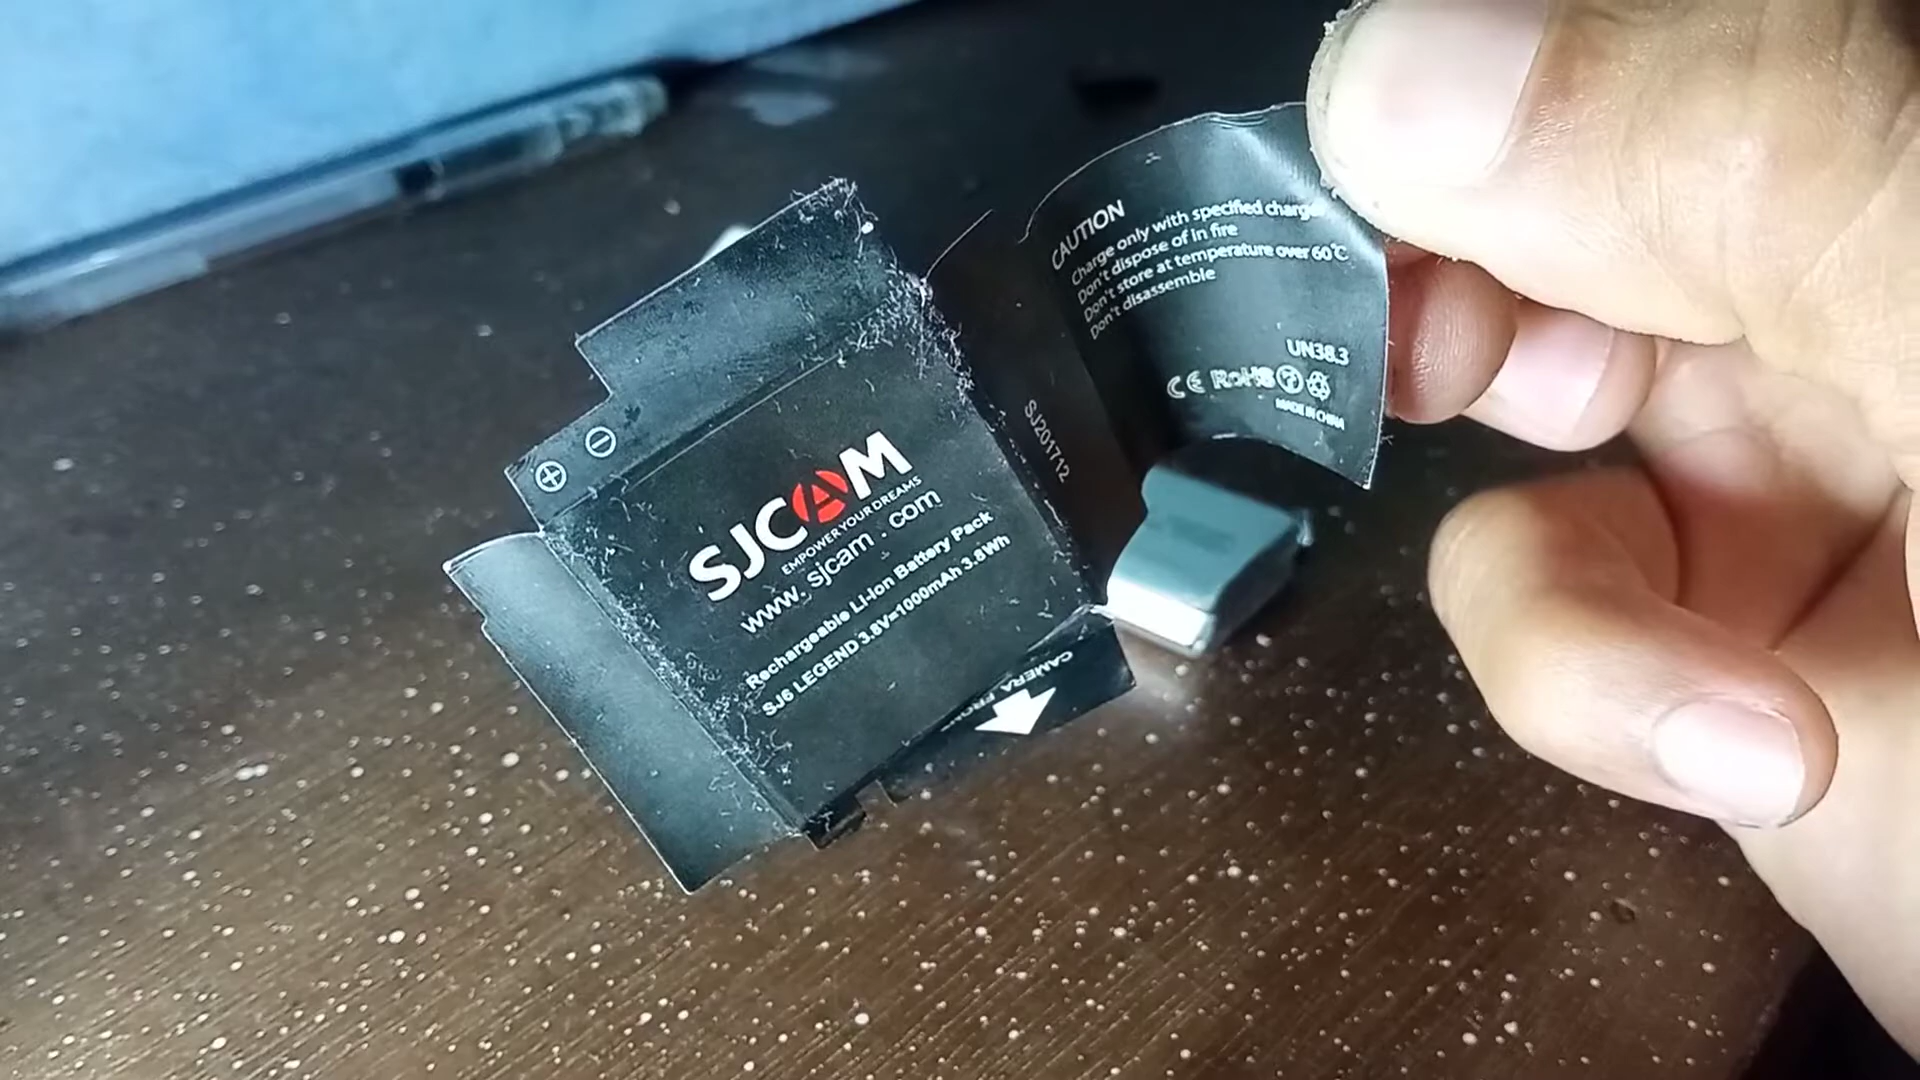 ⊕ ⊖
SJCAM
EMPOWER YOUR DREAMS
www. sjcam . com
Rechargeable Li-ion Battery Pack
SJ6 LEGEND 3.8V=1000mAh 3.8Wh
CAMERA
SJ201712
CAUTION
Charge only with specified charge
Don't dispose of in fire
Don't store at temperature over 60℃
Don't disassemble
UN38.3
CE RoHS
MADE IN CHINA